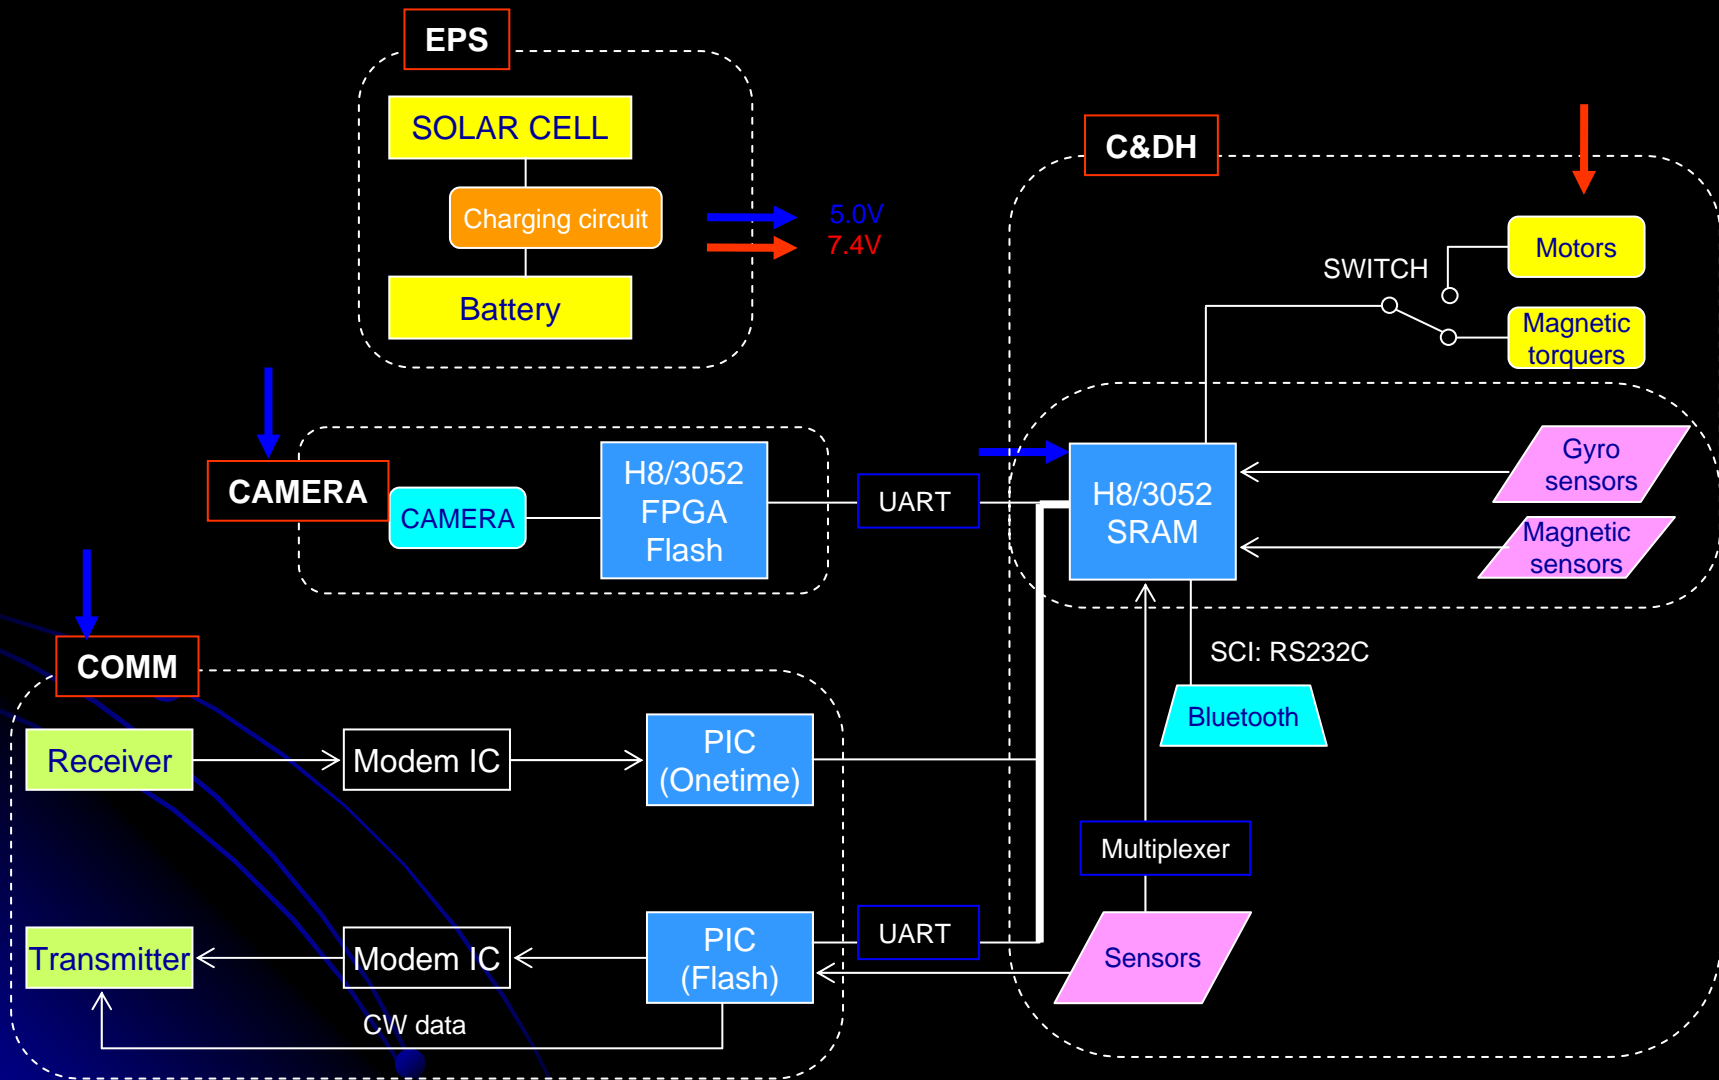 EPS
SOLAR CELL
Charging circuit
5.0V
7.4V
Battery
C&DH
Motors
SWITCH
Magnetic
torquers
CAMERA
CAMERA
H8/3052
FPGA
Flash
UART
H8/3052
SRAM
Gyro
sensors
Magnetic
sensors
SCI: RS232C
Bluetooth
COMM
Receiver
Modem IC
PIC
(Onetime)
Multiplexer
Transmitter
Modem IC
PIC
(Flash)
UART
Sensors
CW data